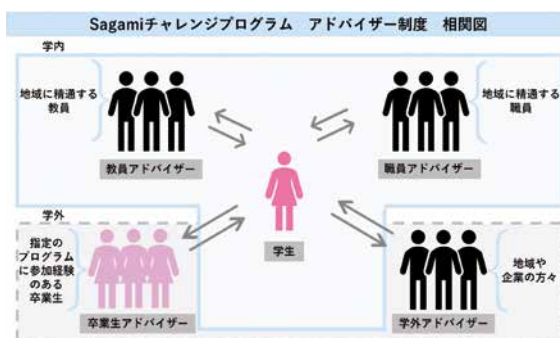 Sagamiチャレンジプログラム　アドバイザー制度　相関図
学内
地域に精通する
教員
教員アドバイザー
地域に精通する
職員
職員アドバイザー
学生
学外
指定の
プログラム
に参加経験
のある
卒業生
卒業生アドバイザー
地域や
企業の方々
学外アドバイザー